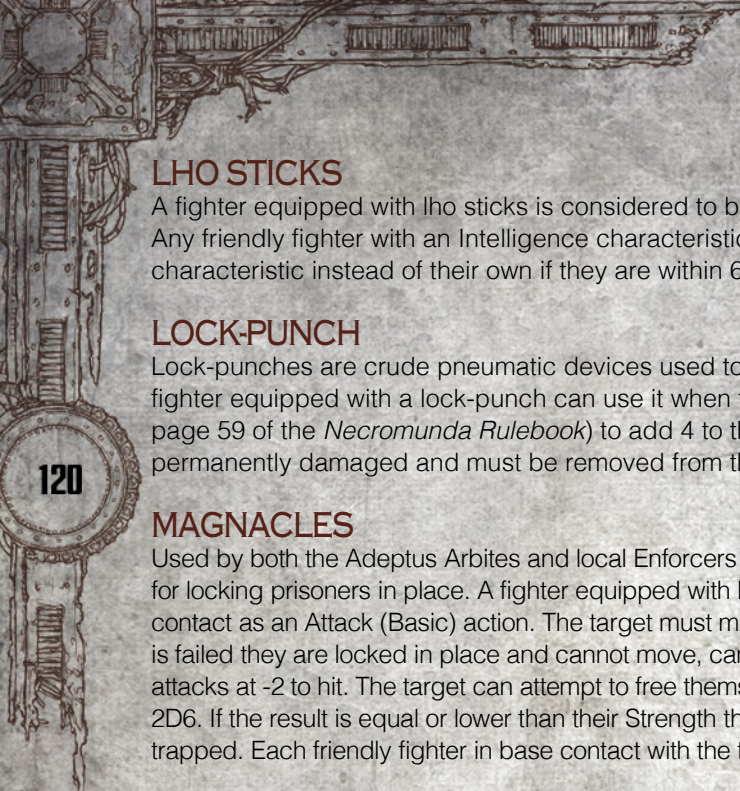 LHO STICKS
A fighter equipped with lho sticks is considered to b
Any friendly fighter with an Intelligence characteristic
characteristic instead of their own if they are within 6
LOCK-PUNCH
Lock-punches are crude pneumatic devices used to
fighter equipped with a lock-punch can use it when
page 59 of the Necromunda Rulebook) to add 4 to th
permanently damaged and must be removed from th
120
MAGNACLES
Used by both the Adeptus Arbites and local Enforcers
for locking prisoners in place. A fighter equipped with
contact as an Attack (Basic) action. The target must m
is failed they are locked in place and cannot move, can
attacks at -2 to hit. The target can attempt to free thems
2D6. If the result is equal or lower than their Strength th
trapped. Each friendly fighter in base contact with the t